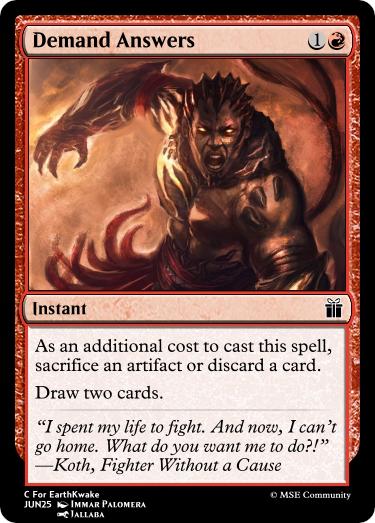 Demand Answers 1
Instant
As an additional cost to cast this spell,
sacrifice an artifact or discard a card.
Draw two cards.
“I spent my life to fight. And now, I can’t
go home. What do you want me to do?!”
—Koth, Fighter Without a Cause
C For EarthKwake
JUN25 Immar Palomera
Jallaba
© MSE Community